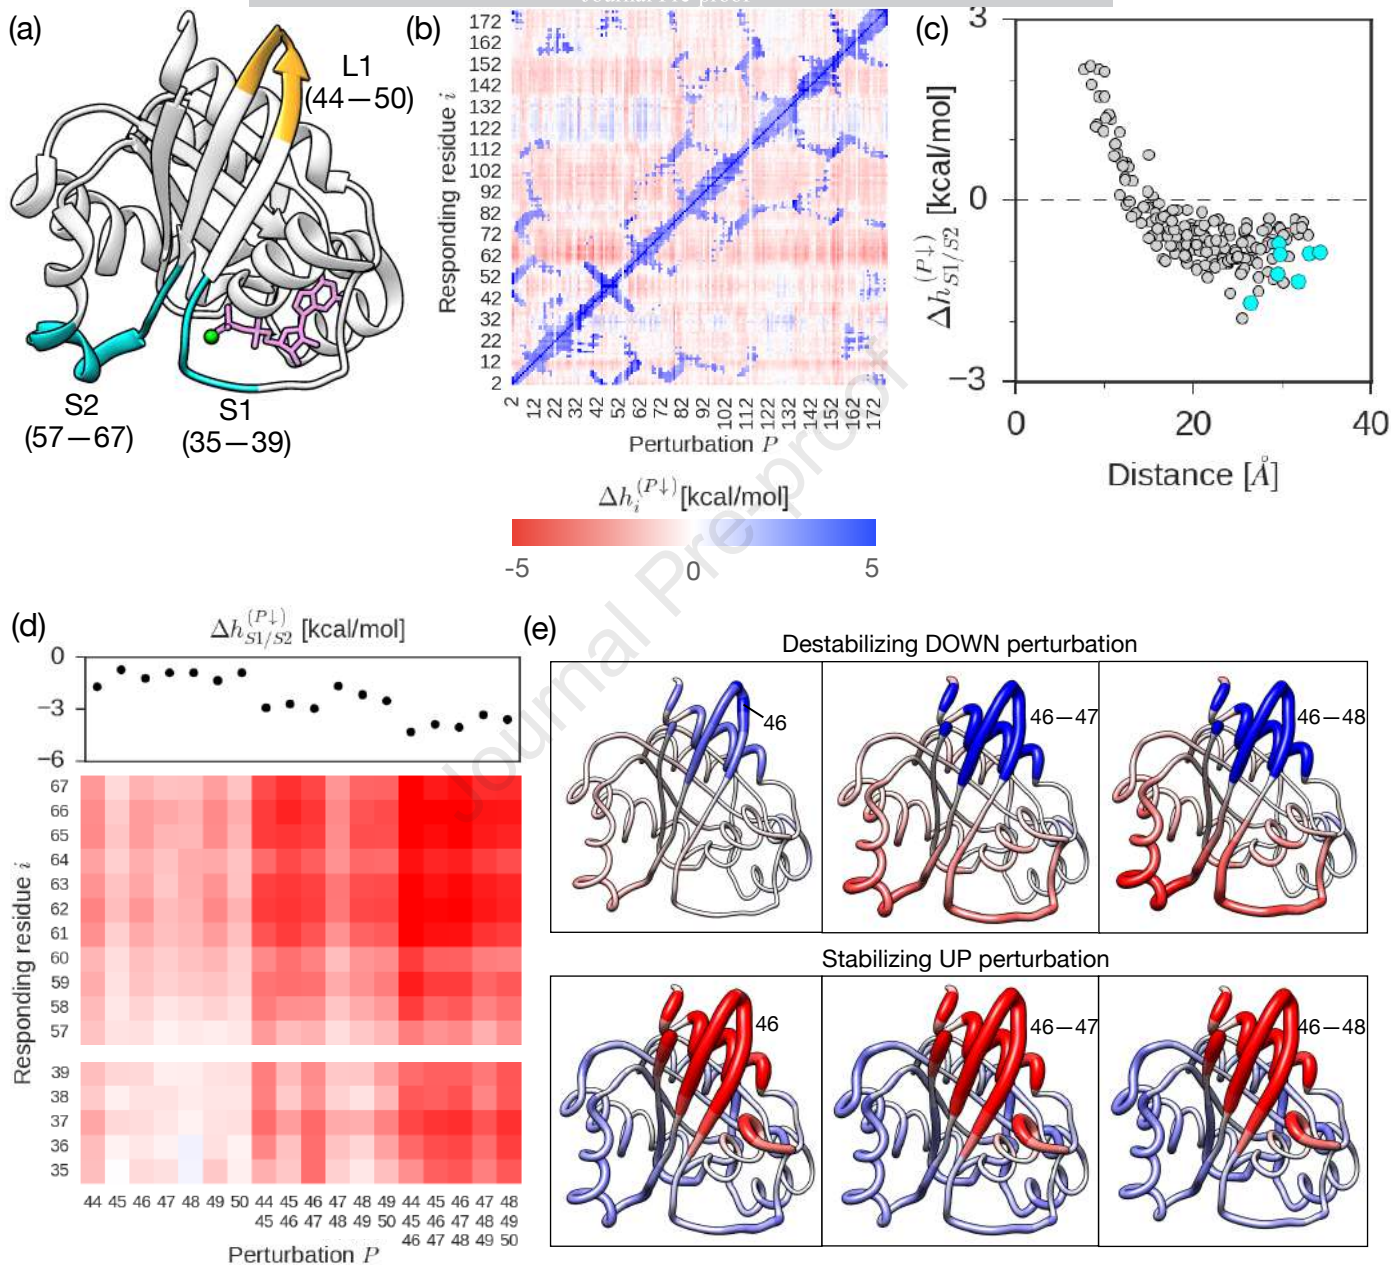 Journal Pre-proof
(a)
L1
(44—50)
S2
(57—67)
S1
(35—39)
(b)
Responding residue i
172
162
152
142
132
122
112
102
92
82
72
62
52
42
32
22
12
2
2 12 22 32 42 52 62 72 82 92 102 112 122 132 142 152 162 172
Perturbation P
Δh_i^(P↓)[kcal/mol]
-5 0 5
(c)
Δh_S1/S2^(P↓) [kcal/mol]
3
0
−3
0 20 40
Distance [Å]
Journal Pre-proof
(d)
Δh_S1/S2^(P↓) [kcal/mol]
0
−3
−6
Responding residue i
67
66
65
64
63
62
61
60
59
58
57
39
38
37
36
35
44 45 46 47 48 49 50 44 45 46 47 48 49 44 45 46 47 48
45 46 47 48 49 50 45 46 47 48 49
46 47 48 49 50
Perturbation P
(e)
Destabilizing DOWN perturbation
46
46—47
46—48
Stabilizing UP perturbation
46
46—47
46—48